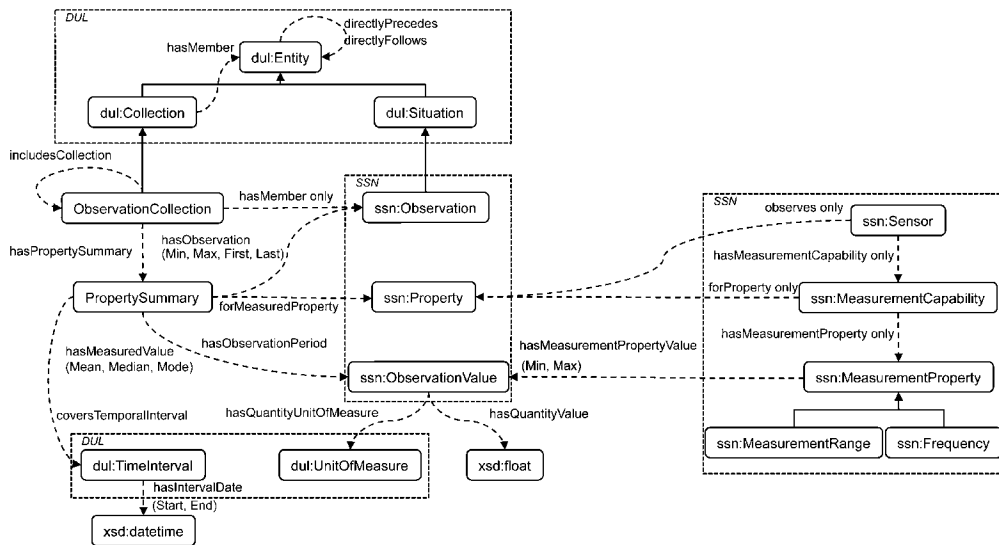 DUL
directlyPrecedes
directlyFollows
hasMember
dul:Entity
dul:Collection
dul:Situation
includesCollection
SSN
hasMember only
ObservationCollection
ssn:Observation
SSN
observes only
ssn:Sensor
hasPropertySummary
hasObservation
(Min, Max, First, Last)
hasMeasurementCapability only
PropertySummary
forMeasuredProperty
ssn:Property
forProperty only
ssn:MeasurementCapability
hasMeasurementProperty only
hasMeasuredValue
(Mean, Median, Mode)
hasObservationPeriod
hasMeasurementPropertyValue
(Min, Max)
ssn:ObservationValue
ssn:MeasurementProperty
coversTemporalInterval
hasQuantityUnitOfMeasure
hasQuantityValue
ssn:MeasurementRange
ssn:Frequency
DUL
dul:TimeInterval
dul:UnitOfMeasure
xsd:float
hasIntervalDate
(Start, End)
xsd:datetime